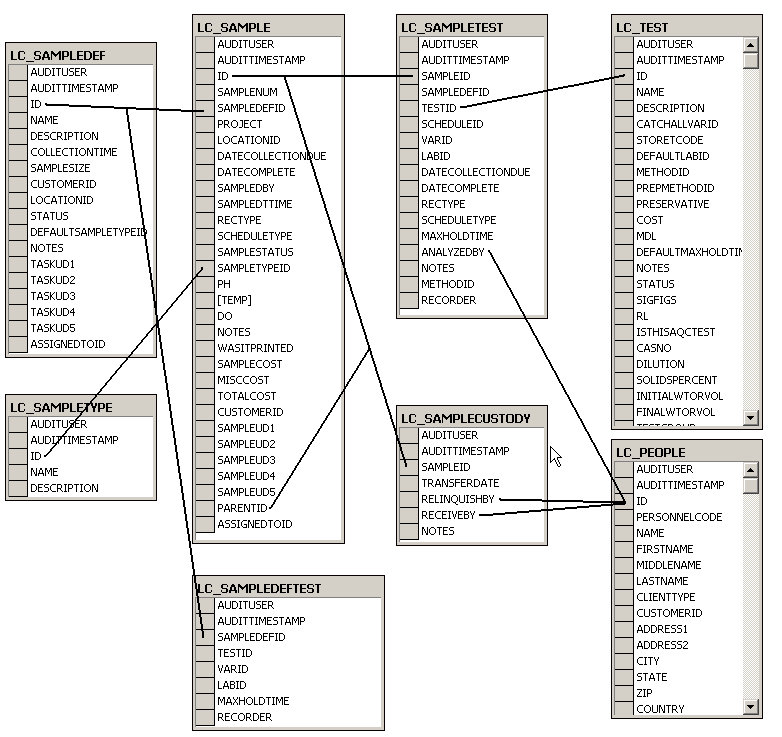 LC_SAMPLEDEF
AUDITUSER
AUDITTIMESTAMP
ID
NAME
DESCRIPTION
COLLECTIONTIME
SAMPLESIZE
CUSTOMERID
LOCATIONID
STATUS
DEFAULTSAMPLETYPEID
NOTES
TASKUD1
TASKUD2
TASKUD3
TASKUD4
TASKUD5
ASSIGNEDTOID
LC_SAMPLETYPE
AUDITUSER
AUDITTIMESTAMP
ID
NAME
DESCRIPTION
LC_SAMPLE
AUDITUSER
AUDITTIMESTAMP
ID
SAMPLENUM
SAMPLEDEFID
PROJECT
LOCATIONID
DATECOLLECTIONDUE
DATECOMPLETE
SAMPLEDBY
SAMPLEDTTIME
RECTYPE
SCHEDULETYPE
SAMPLESTATUS
SAMPLETYPEID
PH
[TEMP]
DO
NOTES
WASITPRINTED
SAMPLECOST
MISCCOST
TOTALCOST
CUSTOMERID
SAMPLEUD1
SAMPLEUD2
SAMPLEUD3
SAMPLEUD4
SAMPLEUD5
PARENTID
ASSIGNEDTOID
LC_SAMPLEDEFTEST
AUDITUSER
AUDITTIMESTAMP
SAMPLEDEFID
TESTID
VARID
LABID
MAXHOLDTIME
RECORDER
LC_SAMPLETEST
AUDITUSER
AUDITTIMESTAMP
SAMPLEID
SAMPLEDEFID
TESTID
SCHEDULEID
VARID
LABID
DATECOLLECTIONDUE
DATECOMPLETE
RECTYPE
SCHEDULETYPE
MAXHOLDTIME
ANALYZEDBY
NOTES
METHODID
RECORDER
LC_SAMPLECUSTODY
AUDITUSER
AUDITTIMESTAMP
SAMPLEID
TRANSFERDATE
RELINQUISHBY
RECEIVEBY
NOTES
LC_TEST
AUDITUSER
AUDITTIMESTAMP
ID
NAME
DESCRIPTION
CATCHALLVARID
STORETCODE
DEFAULTLABID
METHODID
PREPMETHODID
PRESERVATIVE
COST
MDL
DEFAULTMAXHOLDTIN
NOTES
STATUS
SIGFIGS
RL
ISTHISAQCTEST
CASNO
DILUTION
SOLIDSPERCENT
INITIALWTORVOL
FINALWTORVOL
LC_PEOPLE
AUDITUSER
AUDITTIMESTAMP
ID
PERSONNELCODE
NAME
FIRSTNAME
MIDDLENAME
LASTNAME
CLIENTTYPE
CUSTOMERID
ADDRESS1
ADDRESS2
CITY
STATE
ZIP
COUNTRY